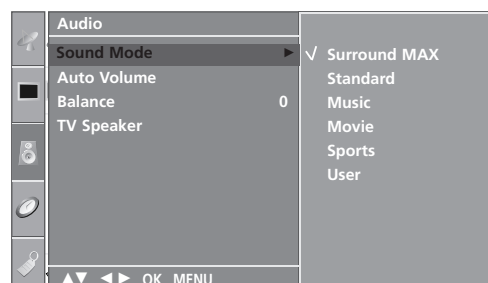 Audio
Sound Mode ►
Auto Volume
Balance 0
TV Speaker
▲▼ ◄► OK MENU
√ Surround MAX
Standard
Music
Movie
Sports
User